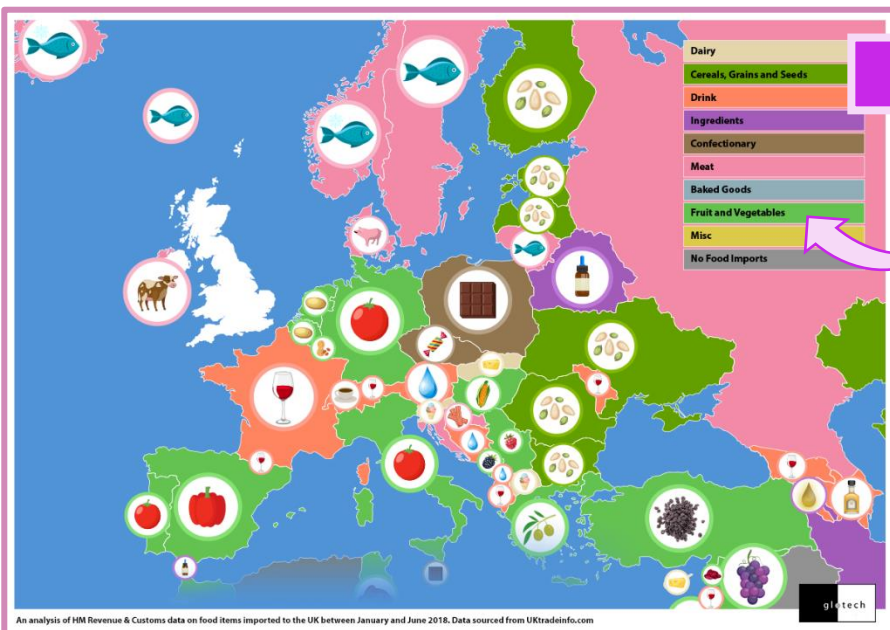 Dairy
Cereals, Grains and Seeds
Drink
Ingredients
Confectionary
Meat
Baked Goods
Fruit and Vegetables
Misc
No Food Imports
gletech
An analysis of HM Revenue & Customs data on food items imported to the UK between January and June 2018. Data sourced from UKtradeinfo.com